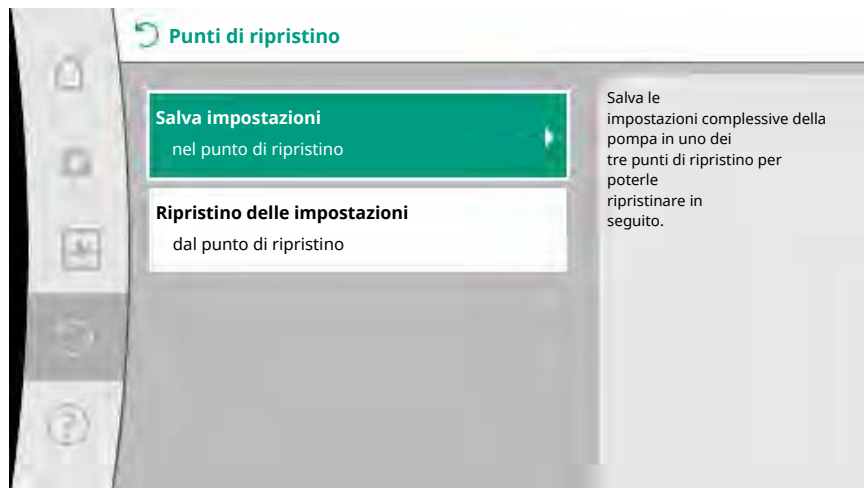 Punti di ripristino
Salva impostazioni
nel punto di ripristino
Ripristino delle impostazioni
dal punto di ripristino
Salva le
impostazioni complessive della
pompa in uno dei
tre punti di ripristino per
poterle
ripristinare in
seguito.